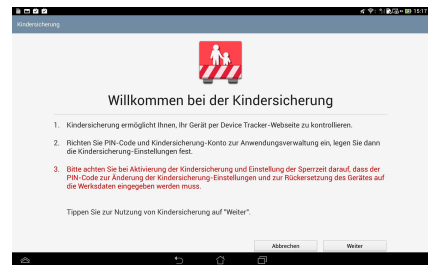 15:17
Kindersicherung
Willkommen bei der Kindersicherung
1. Kindersicherung ermöglicht Ihnen, Ihr Gerät per Device Tracker-Webseite zu kontrollieren.
2. Richten Sie PIN-Code und Kindersicherung-Konto zur Anwendungsverwaltung ein, legen Sie dann
die Kindersicherung-Einstellungen fest.
3. Bitte achten Sie bei Aktivierung der Kindersicherung und Einstellung der Sperrzeit darauf, dass der
PIN-Code zur Änderung der Kindersicherung-Einstellungen und zur Rückersetzung des Gerätes auf
die Werksdaten eingegeben werden muss.
Tippen Sie zur Nutzung von Kindersicherung auf "Weiter".
Abbrechen Weiter